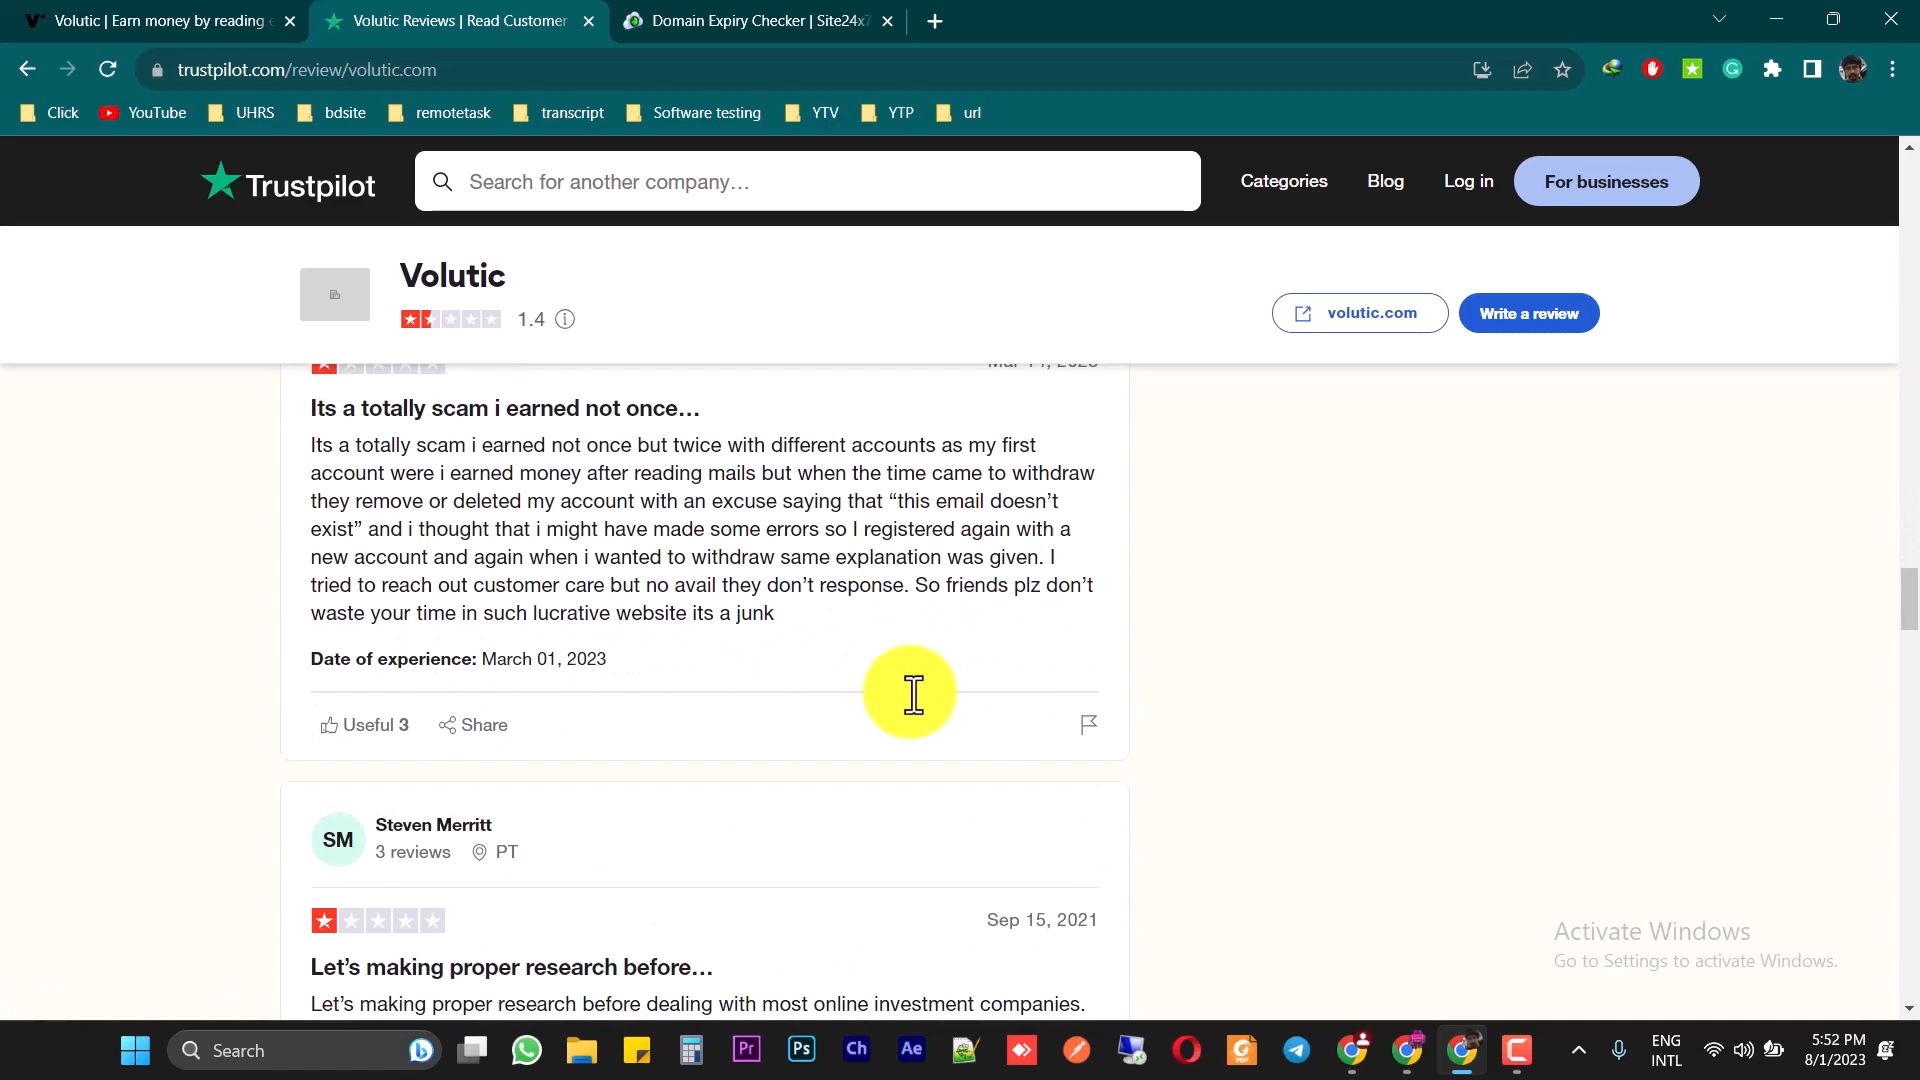 Volutic | Earn money by reading e
Volutic Reviews | Read Customer
Domain Expiry Checker | Site24x7
trustpilot.com/review/volutic.com
Click YouTube UHRS bdsite remotetask transcript Software testing YTV YTP url
Trustpilot Search for another company... Categories Blog Log in For businesses
Volutic
1.4
volutic.com Write a review
Its a totally scam i earned not once...
Its a totally scam i earned not once but twice with different accounts as my first
account were i earned money after reading mails but when the time came to withdraw
they remove or deleted my account with an excuse saying that “this email doesn’t
exist” and i thought that i might have made some errors so I registered again with a
new account and again when i wanted to withdraw same explanation was given. I
tried to reach out customer care but no avail they don’t response. So friends plz don’t
waste your time in such lucrative website its a junk
Date of experience: March 01, 2023
Useful 3 Share
SM Steven Merritt
3 reviews PT
Sep 15, 2021
Let’s making proper research before...
Let’s making proper research before dealing with most online investment companies.
Activate Windows
Go to Settings to activate Windows.
Search Pr Ps Ch Ae PDF
ENG
INTL
5:52 PM
8/1/2023